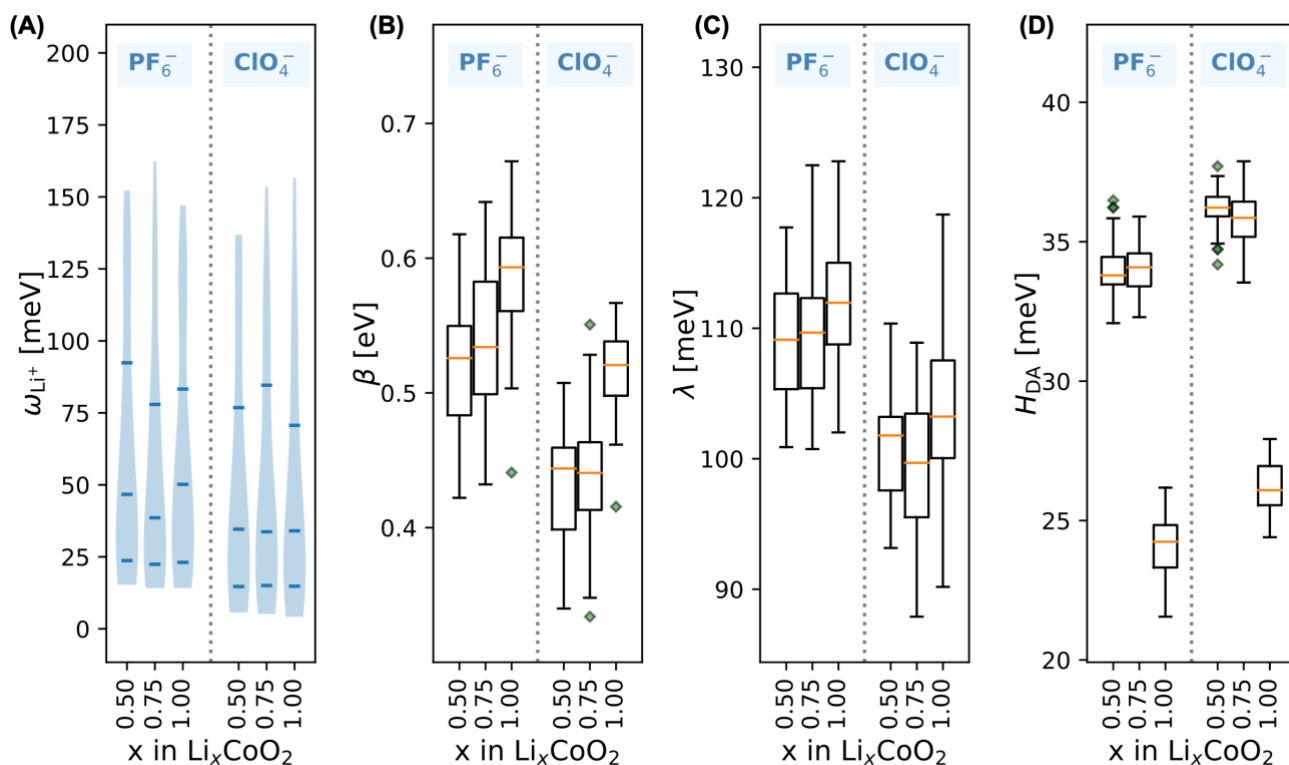 (A)
ω_Li⁺ [meV]
200
175
150
125
100
75
50
25
0
PF₆⁻
ClO₄⁻
0.50
0.75
1.00
0.50
0.75
1.00
x in LiₓCoO₂
(B)
β [eV]
0.7
0.6
0.5
0.4
PF₆⁻
ClO₄⁻
0.50
0.75
1.00
0.50
0.75
1.00
x in LiₓCoO₂
(C)
λ [meV]
130
120
110
100
90
PF₆⁻
ClO₄⁻
0.50
0.75
1.00
0.50
0.75
1.00
x in LiₓCoO₂
(D)
H_DA [meV]
40
35
30
25
20
PF₆⁻
ClO₄⁻
0.50
0.75
1.00
0.50
0.75
1.00
x in LiₓCoO₂